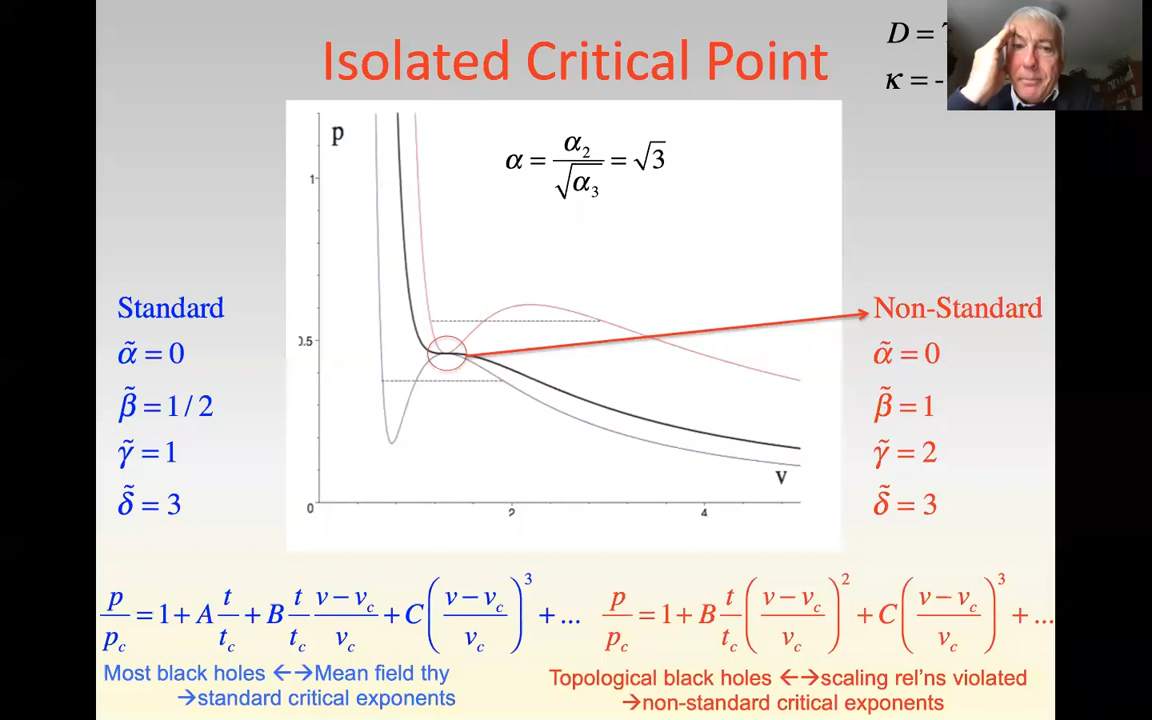 Isolated Critical Point
D =
κ = -
p
α = α₂ / √α₃ = √3
1
0.5
0
2
4
v
Standard
α̃ = 0
β̃ = 1 / 2
γ̃ = 1
δ̃ = 3
Non-Standard
α̃ = 0
β̃ = 1
γ̃ = 2
δ̃ = 3
p/p_c = 1 + A t/t_c + B t/t_c (v − v_c)/v_c + C((v − v_c)/v_c)³ + ...
p/p_c = 1 + B t/t_c ((v − v_c)/v_c)² + C((v − v_c)/v_c)³ + ...
Most black holes ←→Mean field thy
→standard critical exponents
Topological black holes ←→scaling rel'ns violated
→non-standard critical exponents